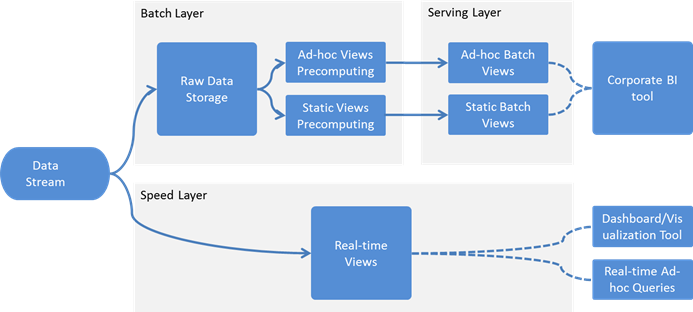 Batch Layer
Serving Layer
Raw Data
Storage
Ad-hoc Views
Precomputing
Static Views
Precomputing
Ad-hoc Batch
Views
Static Batch
Views
Corporate BI
tool
Data
Stream
Speed Layer
Real-time
Views
Dashboard/Vis
ualization Tool
Real-time Ad-
hoc Queries